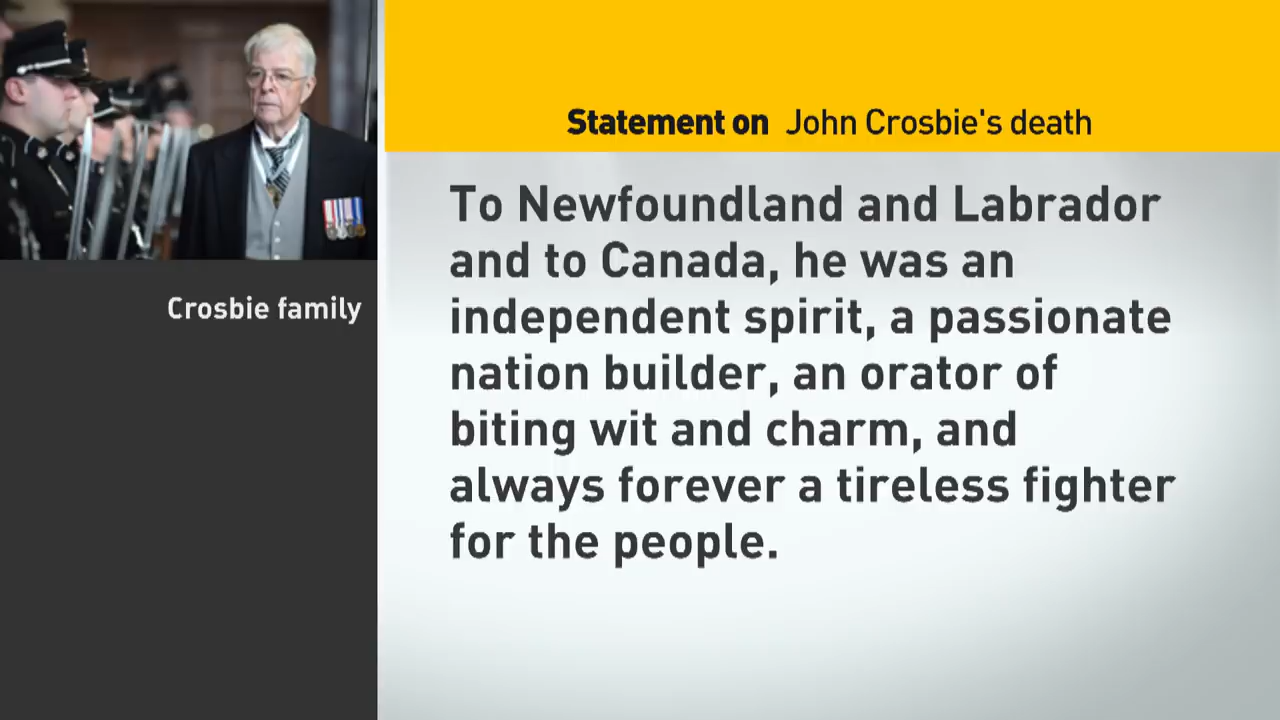 Statement on John Crosbie's death
Crosbie family
To Newfoundland and Labrador
and to Canada, he was an
independent spirit, a passionate
nation builder, an orator of
biting wit and charm, and
always forever a tireless fighter
for the people.